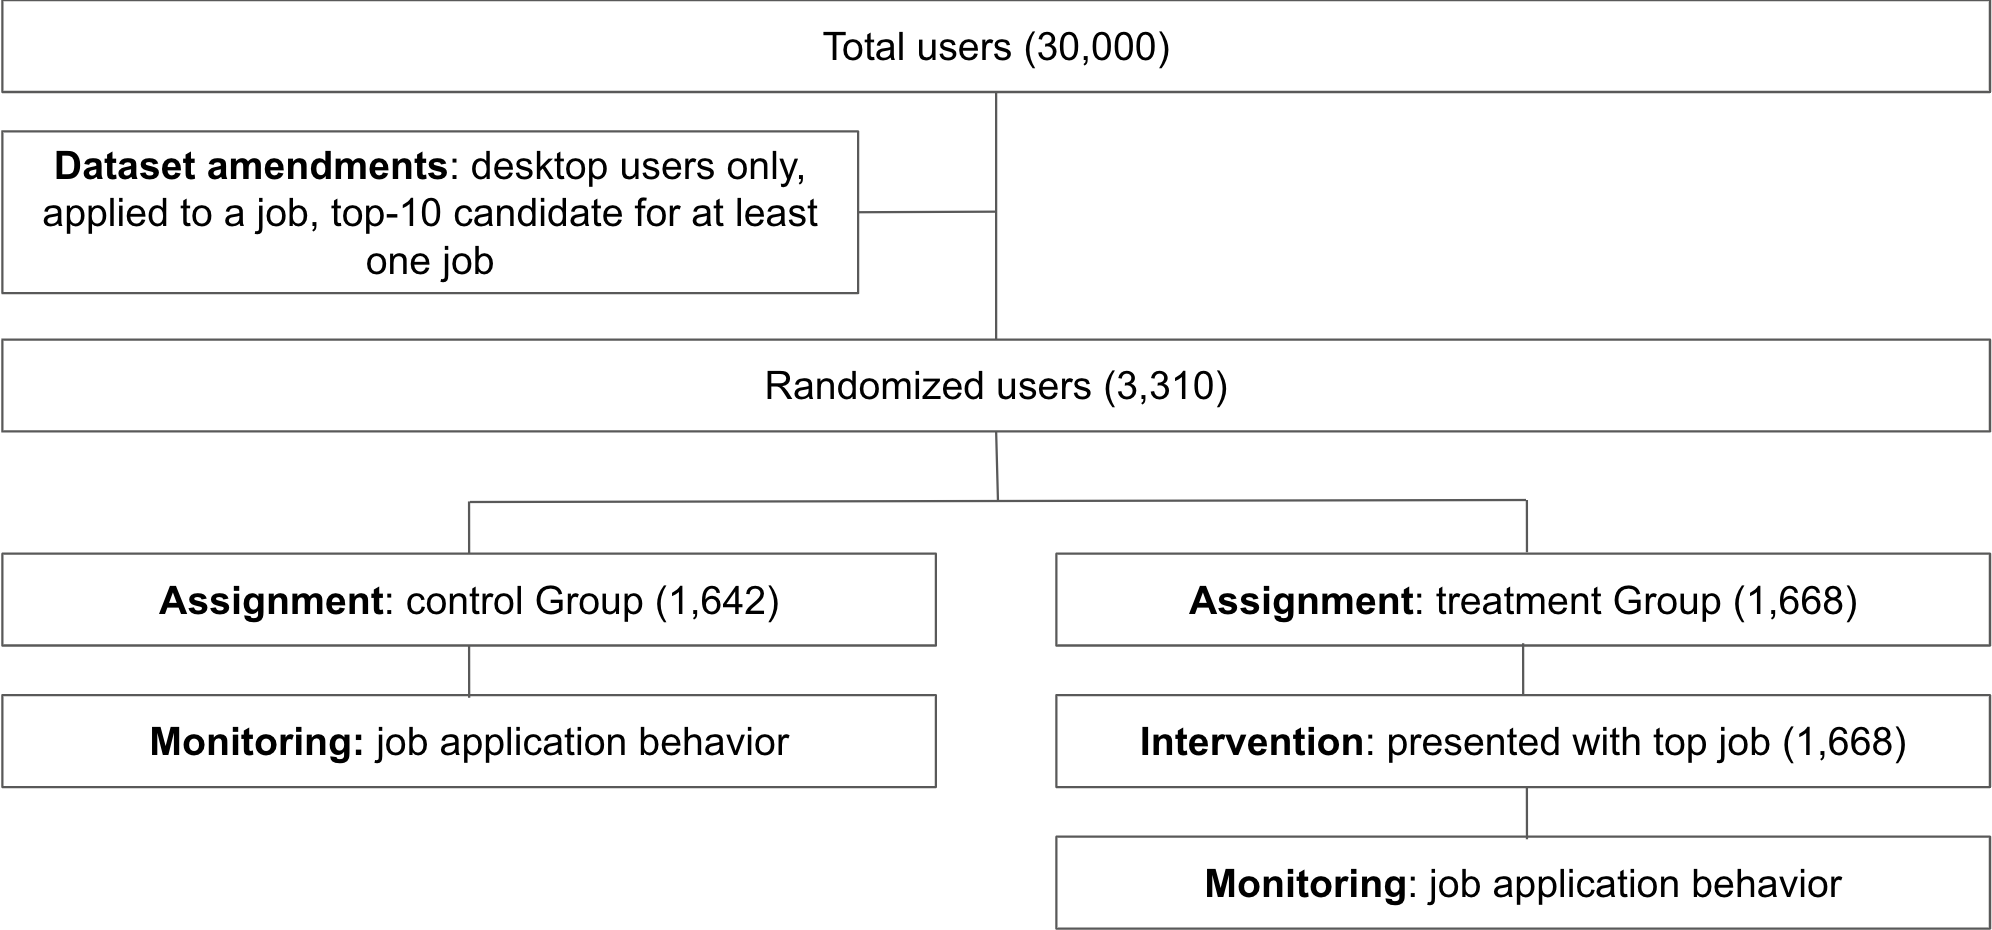 Total users (30,000)
Dataset amendments: desktop users only,
applied to a job, top-10 candidate for at least
one job
Randomized users (3,310)
Assignment: control Group (1,642)
Assignment: treatment Group (1,668)
Monitoring: job application behavior
Intervention: presented with top job (1,668)
Monitoring: job application behavior